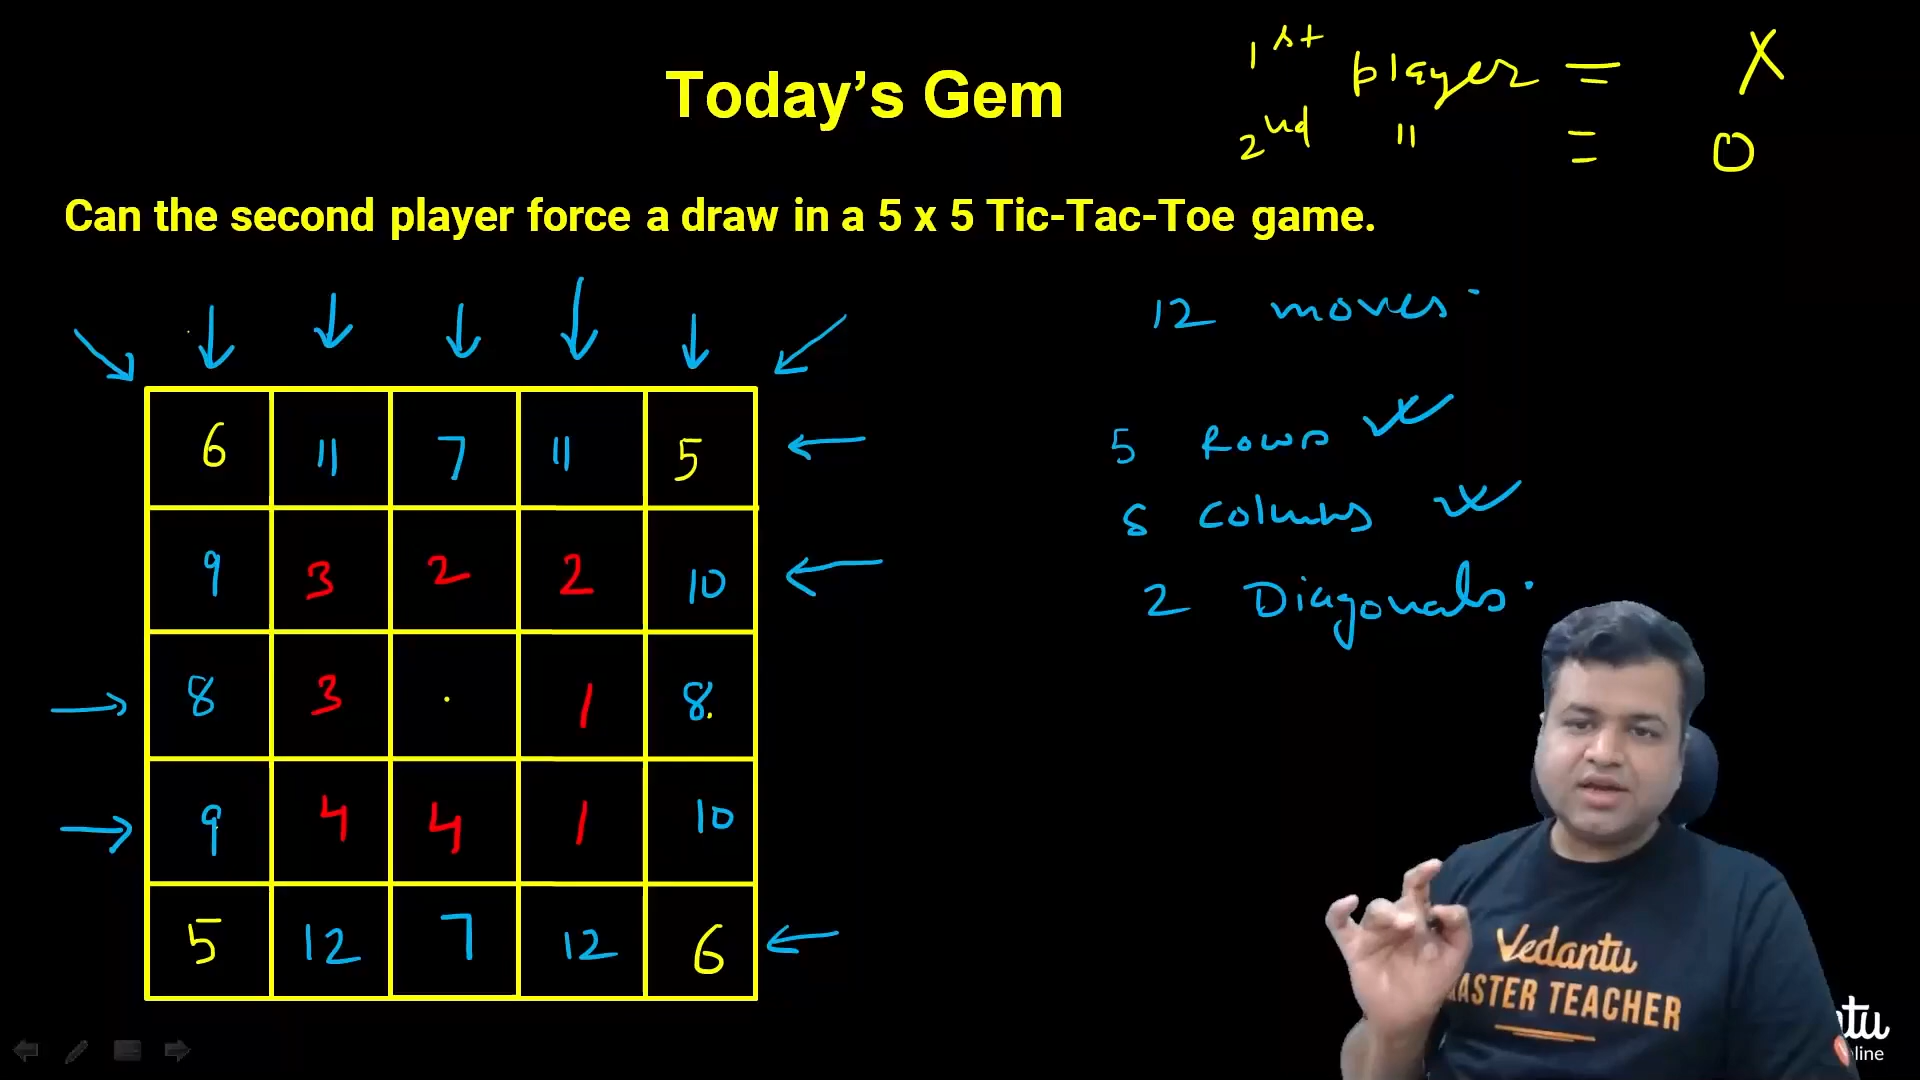 Today's Gem
1st player = X
2nd " = O
Can the second player force a draw in a 5 x 5 Tic-Tac-Toe game.
12 moves.
5 Rows
5 Columns
2 Diagonals.
6 11 7 11 5
9 3 2 2 10
8 3 . 1 8.
9 4 4 1 10
5 12 7 12 6
Vedantu
MASTER TEACHER
ntu
line